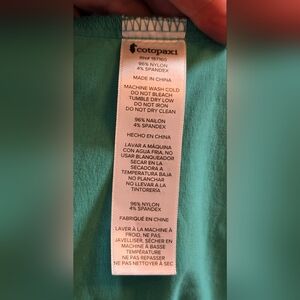 cotopaxi
RN# 157160
96% NYLON
4% SPANDEX
MADE IN CHINA
MACHINE WASH COLD
DO NOT BLEACH
TUMBLE DRY LOW
DO NOT IRON
DO NOT DRY CLEAN
96% NAILON
4% SPANDEX
HECHO EN CHINA
LAVAR A MÁQUINA
CON AGUA FRIA, NO
USAR BLANQUEADOR
SECAR EN LA
SECADORA A
TEMPERATURA BAJA
NO PLANCHAR
NO LLEVAR A LA
TINTORERÍA
96% NYLON
4% SPANDEX
FABRIQUÉ EN CHINE
LAVER À LA MACHINE À
FROID, NE PAS
JAVELLISER, SÉCHER EN
MACHINE À BASSE
TEMPÉRATURE
NE PAS REPASSER
NE PAS NETTOYER À SEC